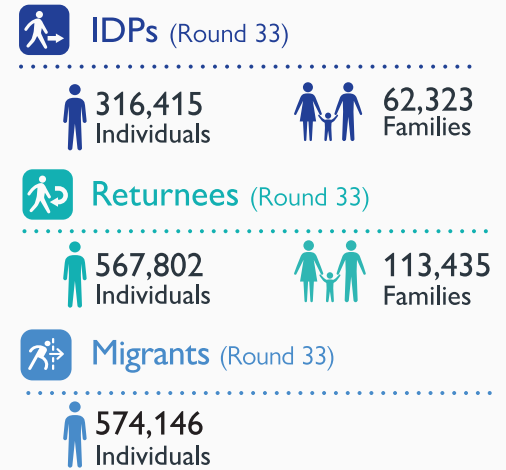 IDPs (Round 33)
316,415
Individuals
62,323
Families
Returnees (Round 33)
567,802
Individuals
113,435
Families
Migrants (Round 33)
574,146
Individuals